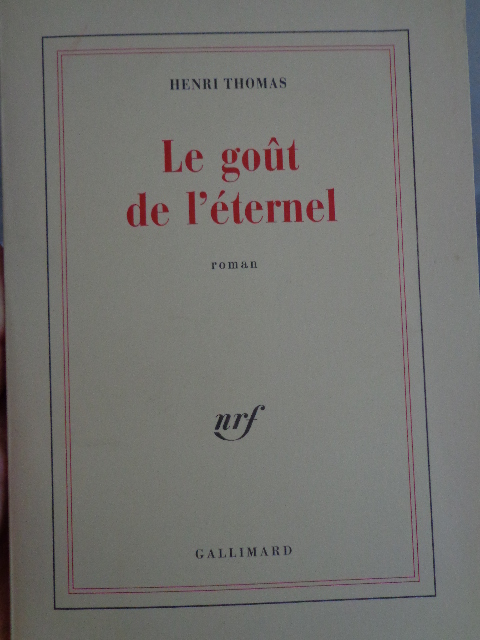 HENRI THOMAS
Le goût
de l'éternel
roman
nrf
GALLIMARD